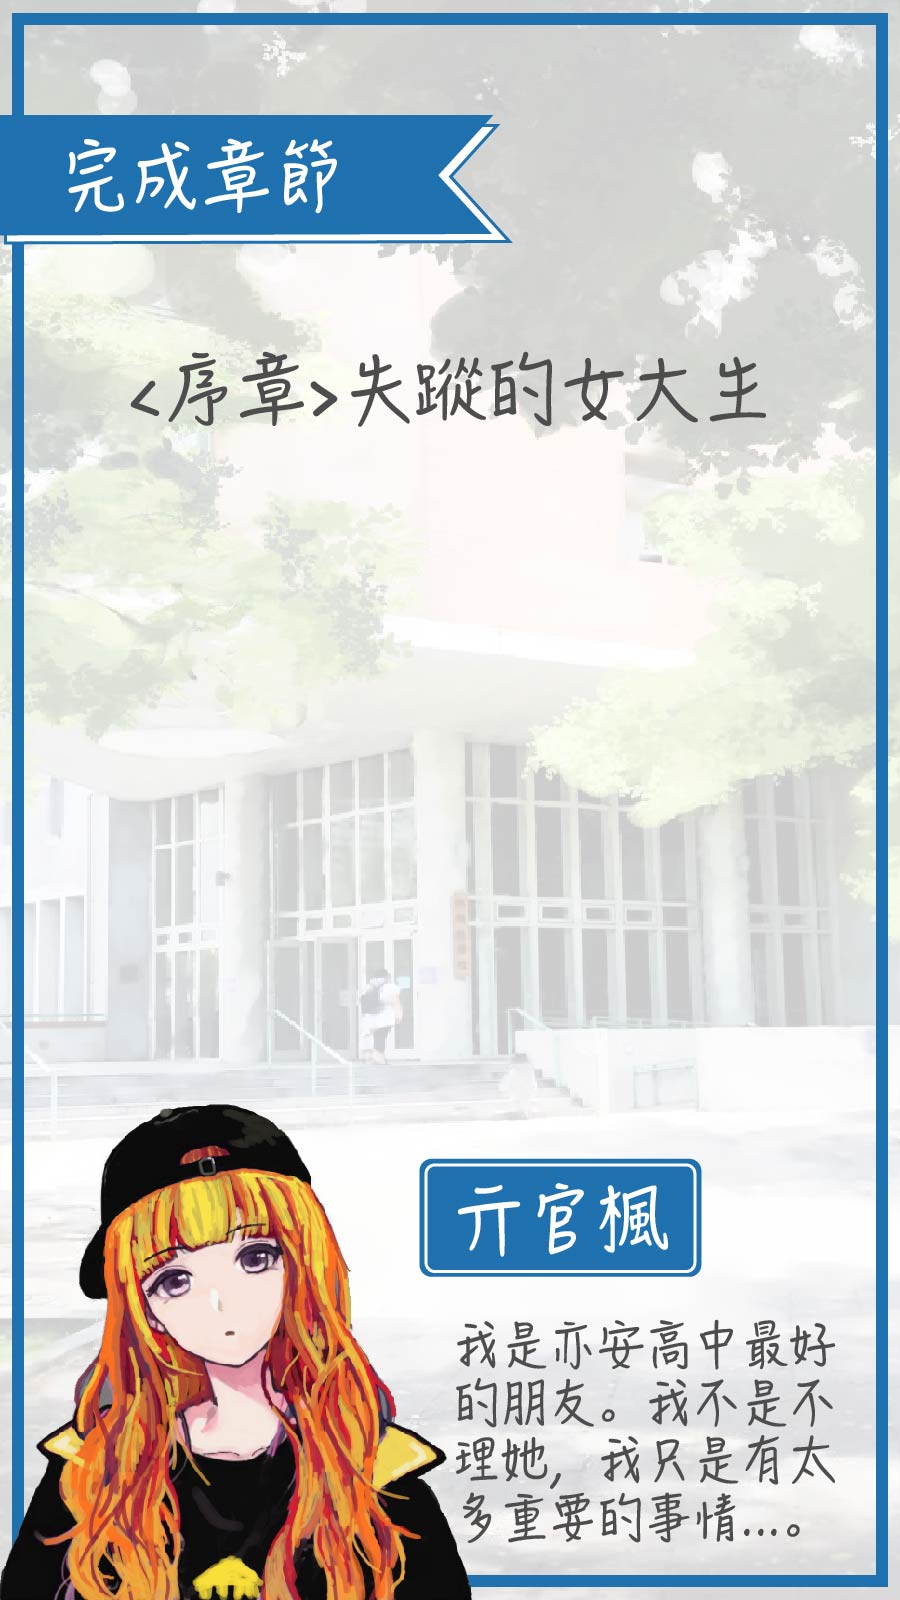 完成章節
<序章>失蹤的女大生
亓官楓
我是亦安高中最好
的朋友。我不是不
理她，我只是有太
多重要的事情...。